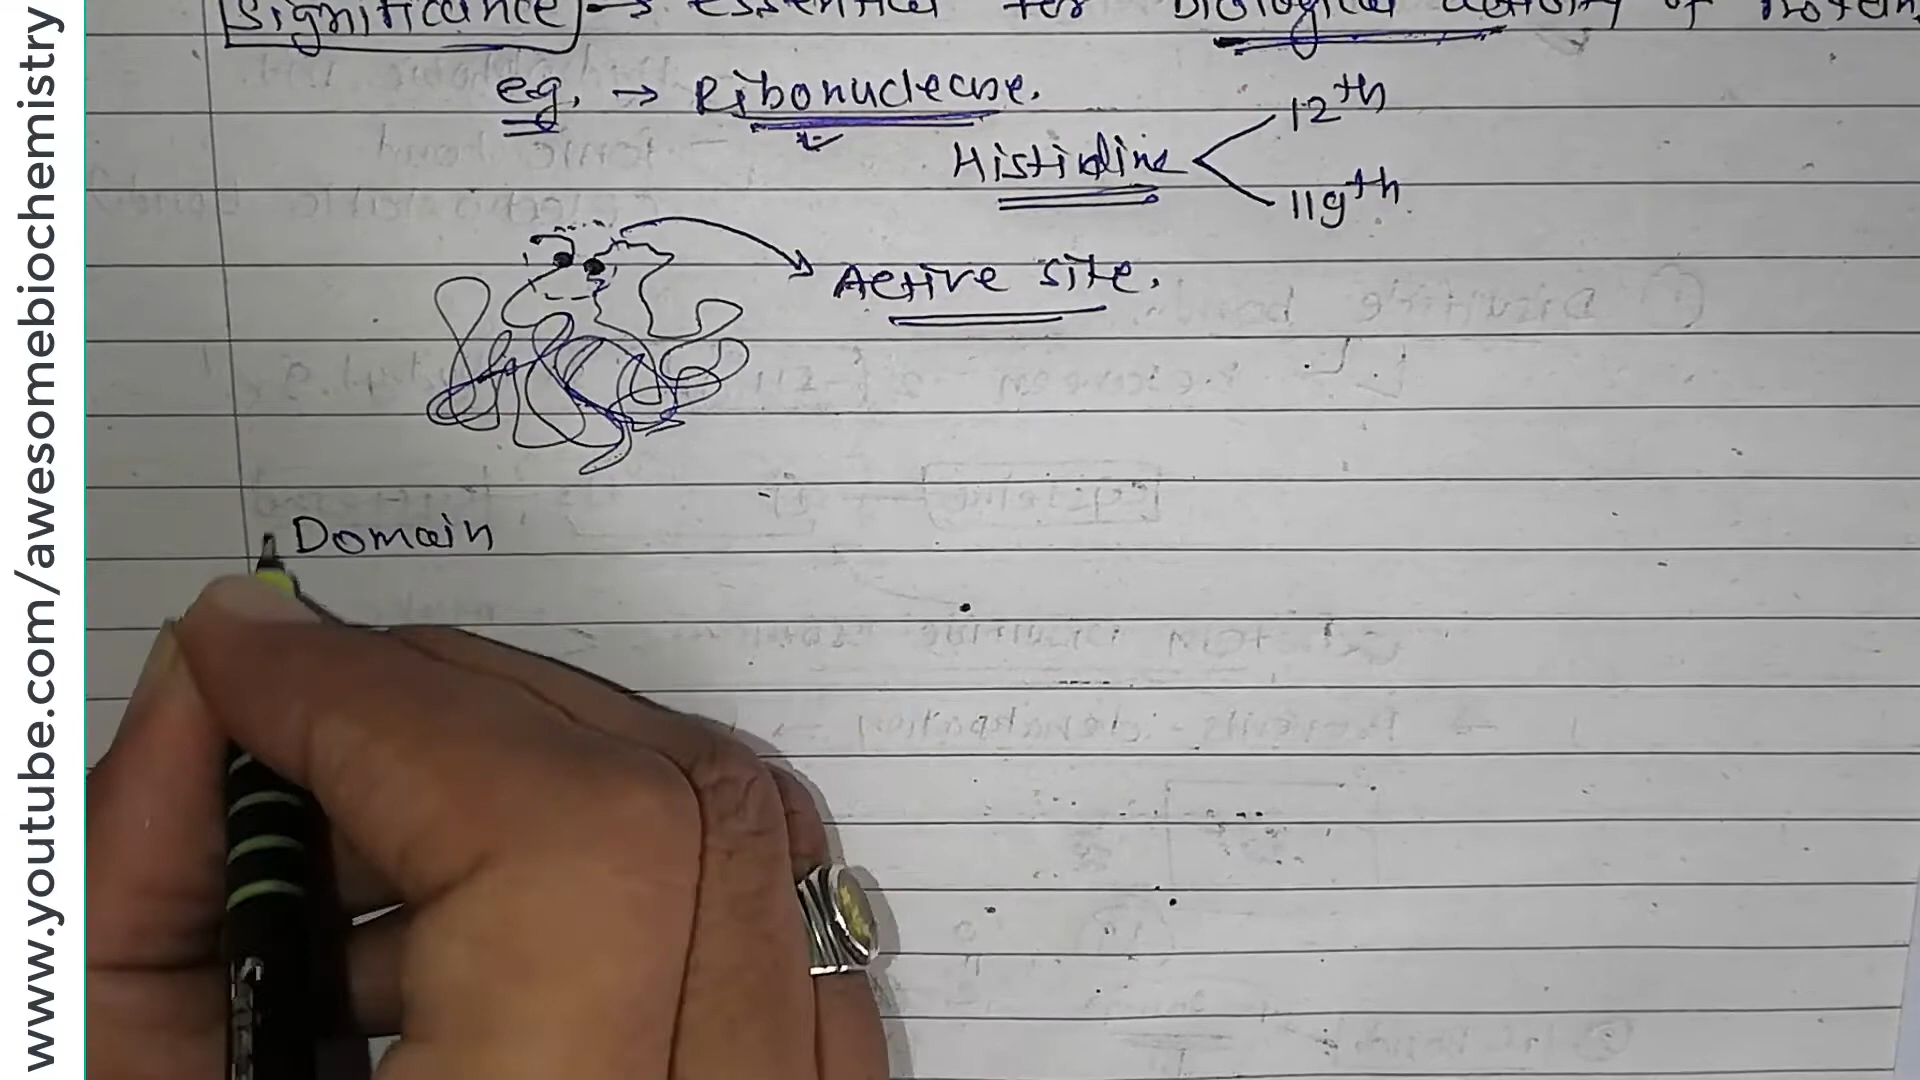 www.youtube.com/awesomebiochemistry
Significance → essential for biological activity of Protein
eg. → Ribonuclease.
Histidine
12th
119th
Active site.
Domain